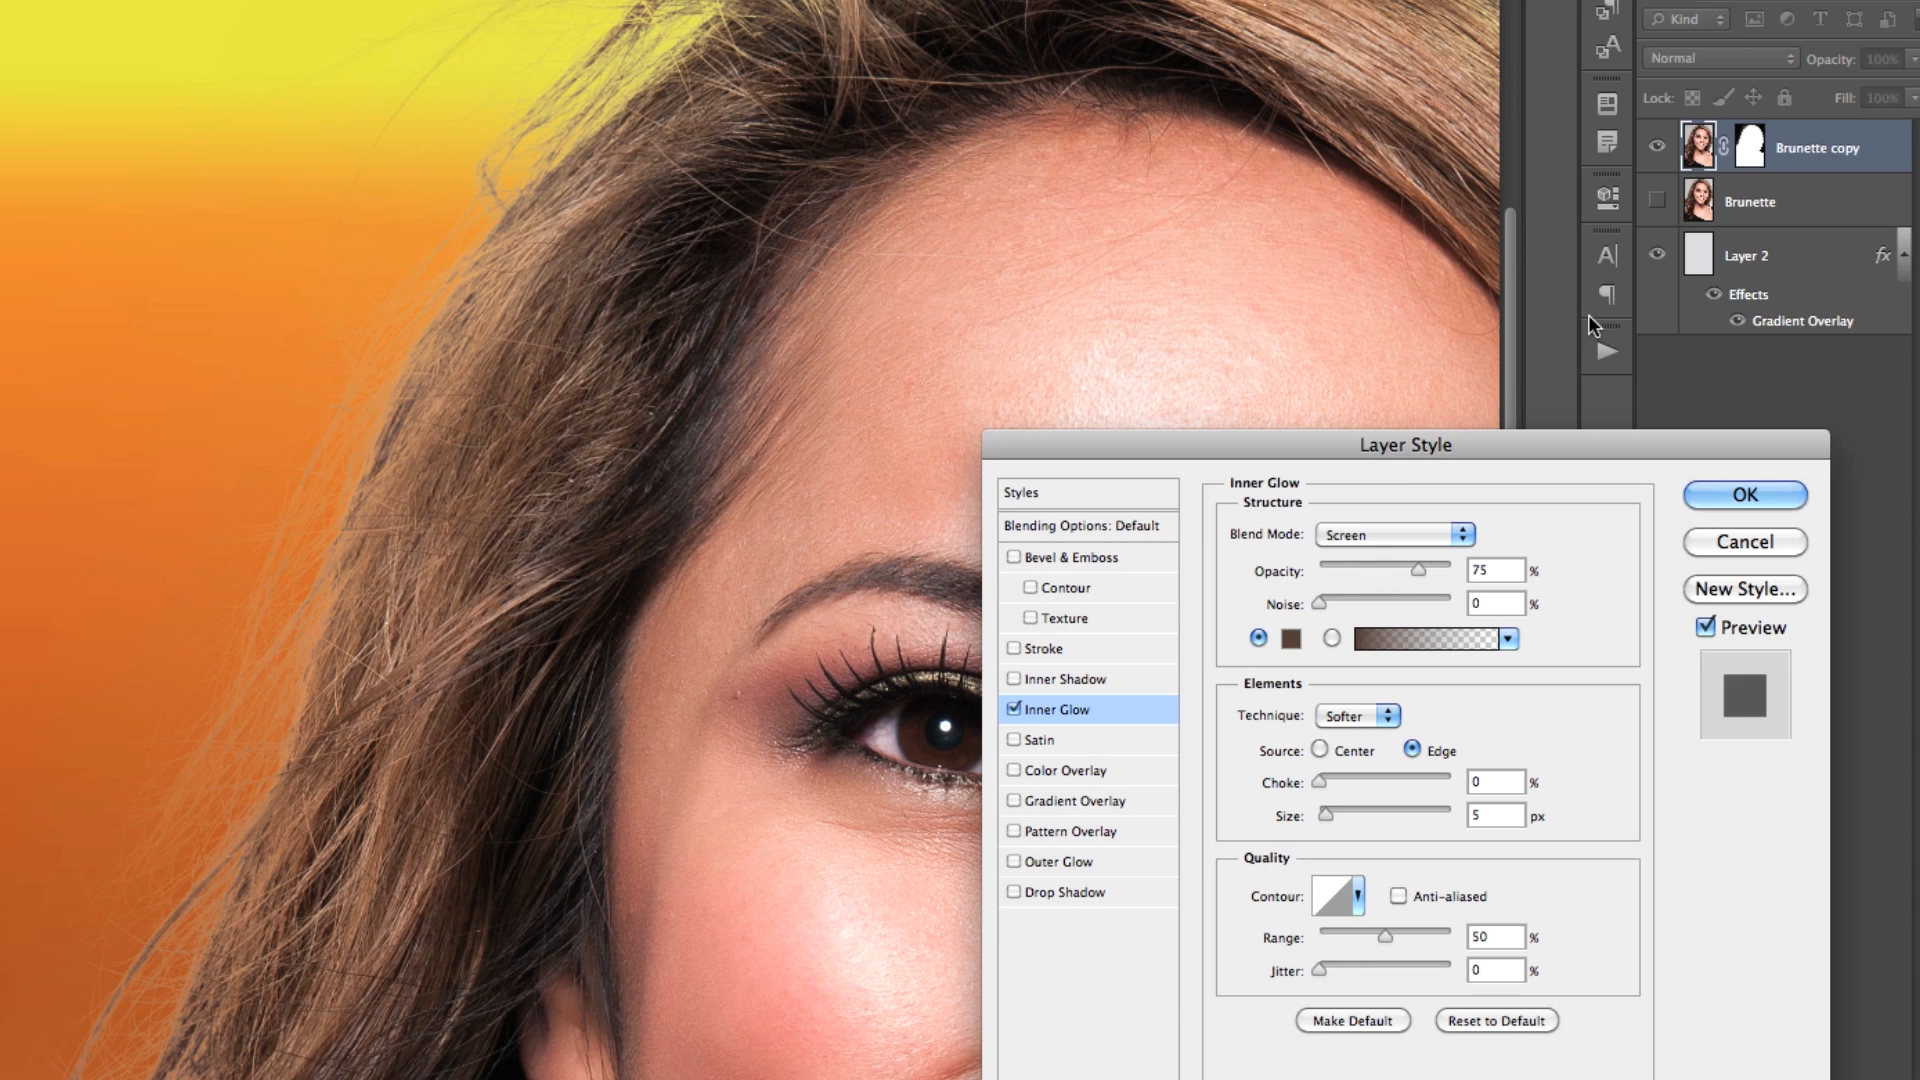 Kind
Normal
Opacity: 100%
Lock:
Fill: 100%
Brunette copy
Brunette
Layer 2
fx
Effects
Gradient Overlay
Layer Style
Styles
Blending Options: Default
Bevel & Emboss
Contour
Texture
Stroke
Inner Shadow
Inner Glow
Satin
Color Overlay
Gradient Overlay
Pattern Overlay
Outer Glow
Drop Shadow
Inner Glow
Structure
Blend Mode: Screen
Opacity: 75 %
Noise: 0 %
Elements
Technique: Softer
Source: Center Edge
Choke: 0 %
Size: 5 px
Quality
Contour: Anti-aliased
Range: 50 %
Jitter: 0 %
Make Default Reset to Default
OK
Cancel
New Style...
Preview